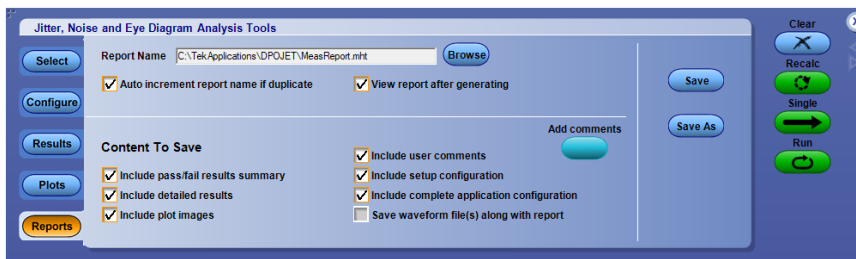 Jitter, Noise and Eye Diagram Analysis Tools
Clear
Select
Report Name C:\TekApplications\DPOJET\MeasReport.mht Browse
Auto increment report name if duplicate
View report after generating
Save
Recalc
Configure
Single
Results
Content To Save
Add comments
Save As
Run
Include user comments
Plots
Include pass/fail results summary
Include setup configuration
Include detailed results
Include complete application configuration
Reports
Include plot images
Save waveform file(s) along with report